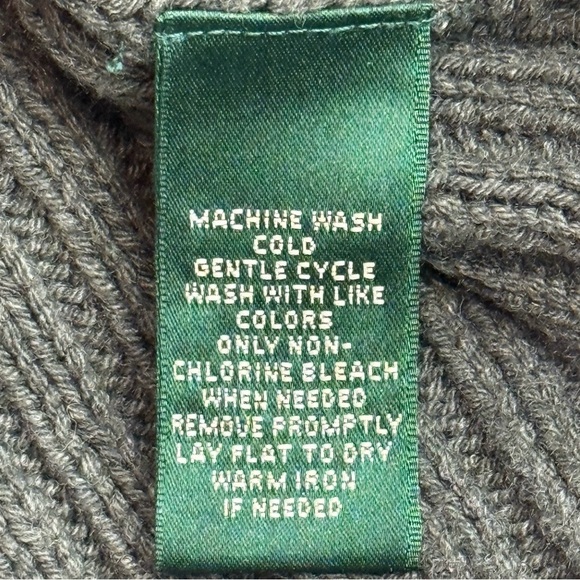 MACHINE WASH
COLD
GENTLE CYCLE
WASH WITH LIKE
COLORS
ONLY NON-
CHLORINE BLEACH
WHEN NEEDED
REMOVE PROMPTLY
LAY FLAT TO DRY
WARM IRON
IF NEEDED